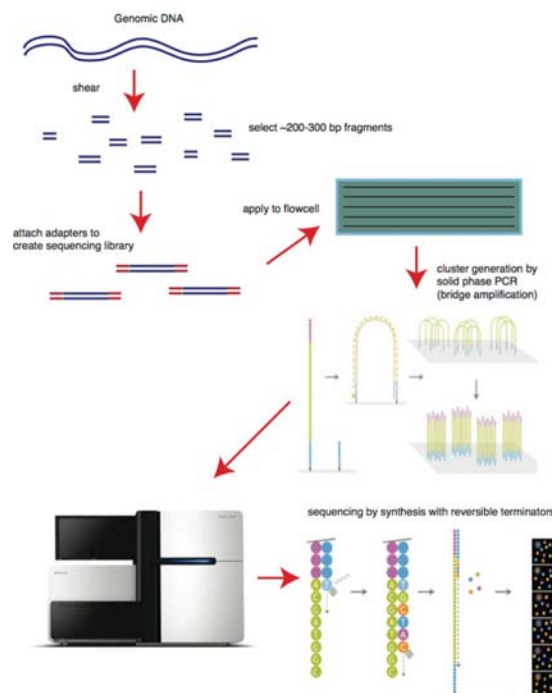 Genomic DNA
shear
select ~200-300 bp fragments
attach adapters to
create sequencing library
apply to flowcell
cluster generation by
solid phase PCR
(bridge amplification)
sequencing by synthesis with reversible terminators